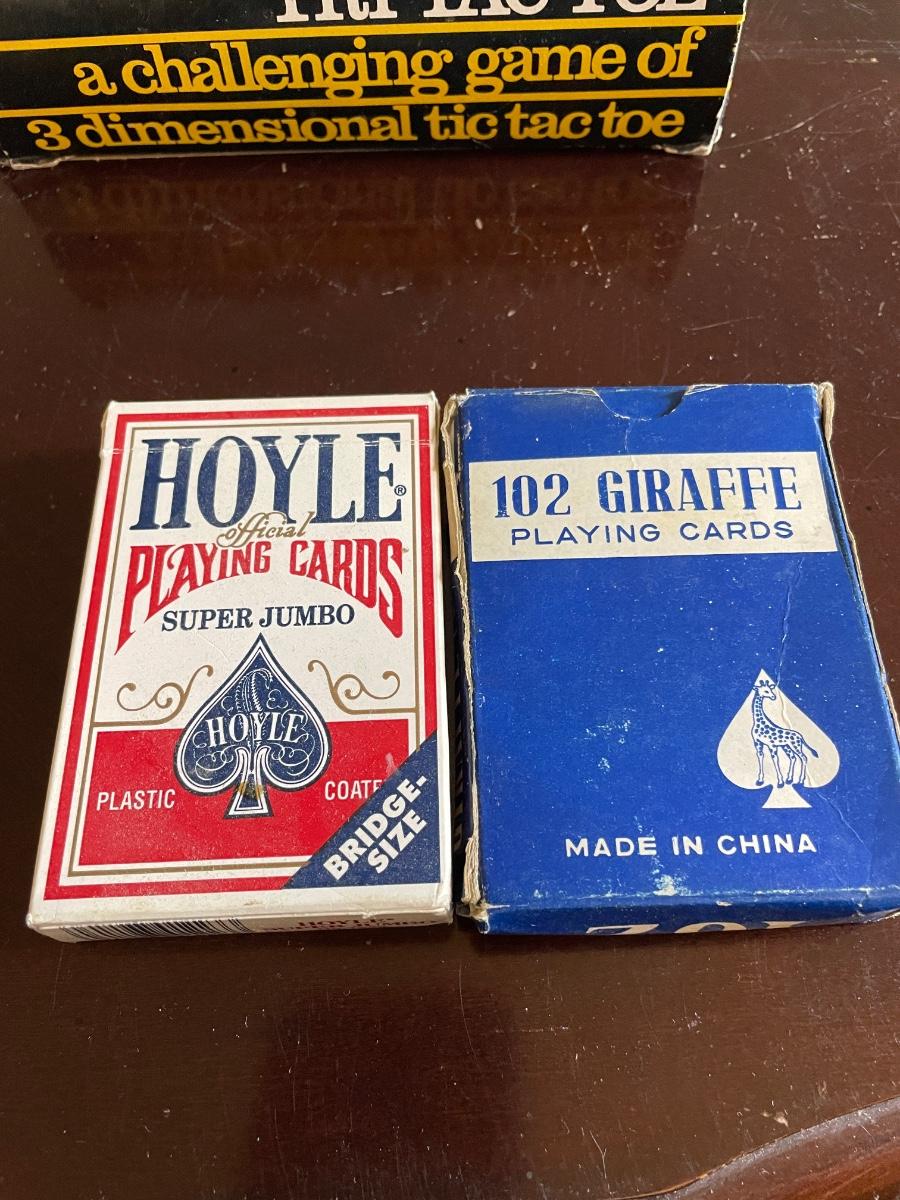 a challenging game of
3 dimensional tic tac toe
HOYLE®
official
PLAYING CARDS
SUPER JUMBO
HOYLE
PLASTIC
BRIDGE-
SIZE
102 GIRAFFE
PLAYING CARDS
MADE IN CHINA